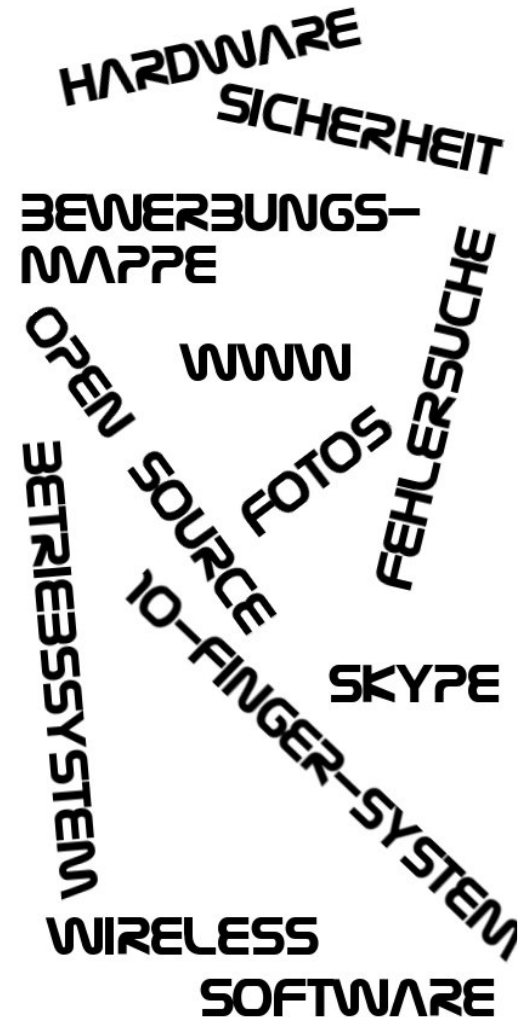 HARDWARE
SICHERHEIT
BEWERBUNGS-
MAPPE
FEHLERSUCHE
OPEN SOURCE
WWW
FOTOS
BETRIEBSSYSTEM
10-FINGER-SYSTEM
SKYPE
WIRELESS
SOFTWARE